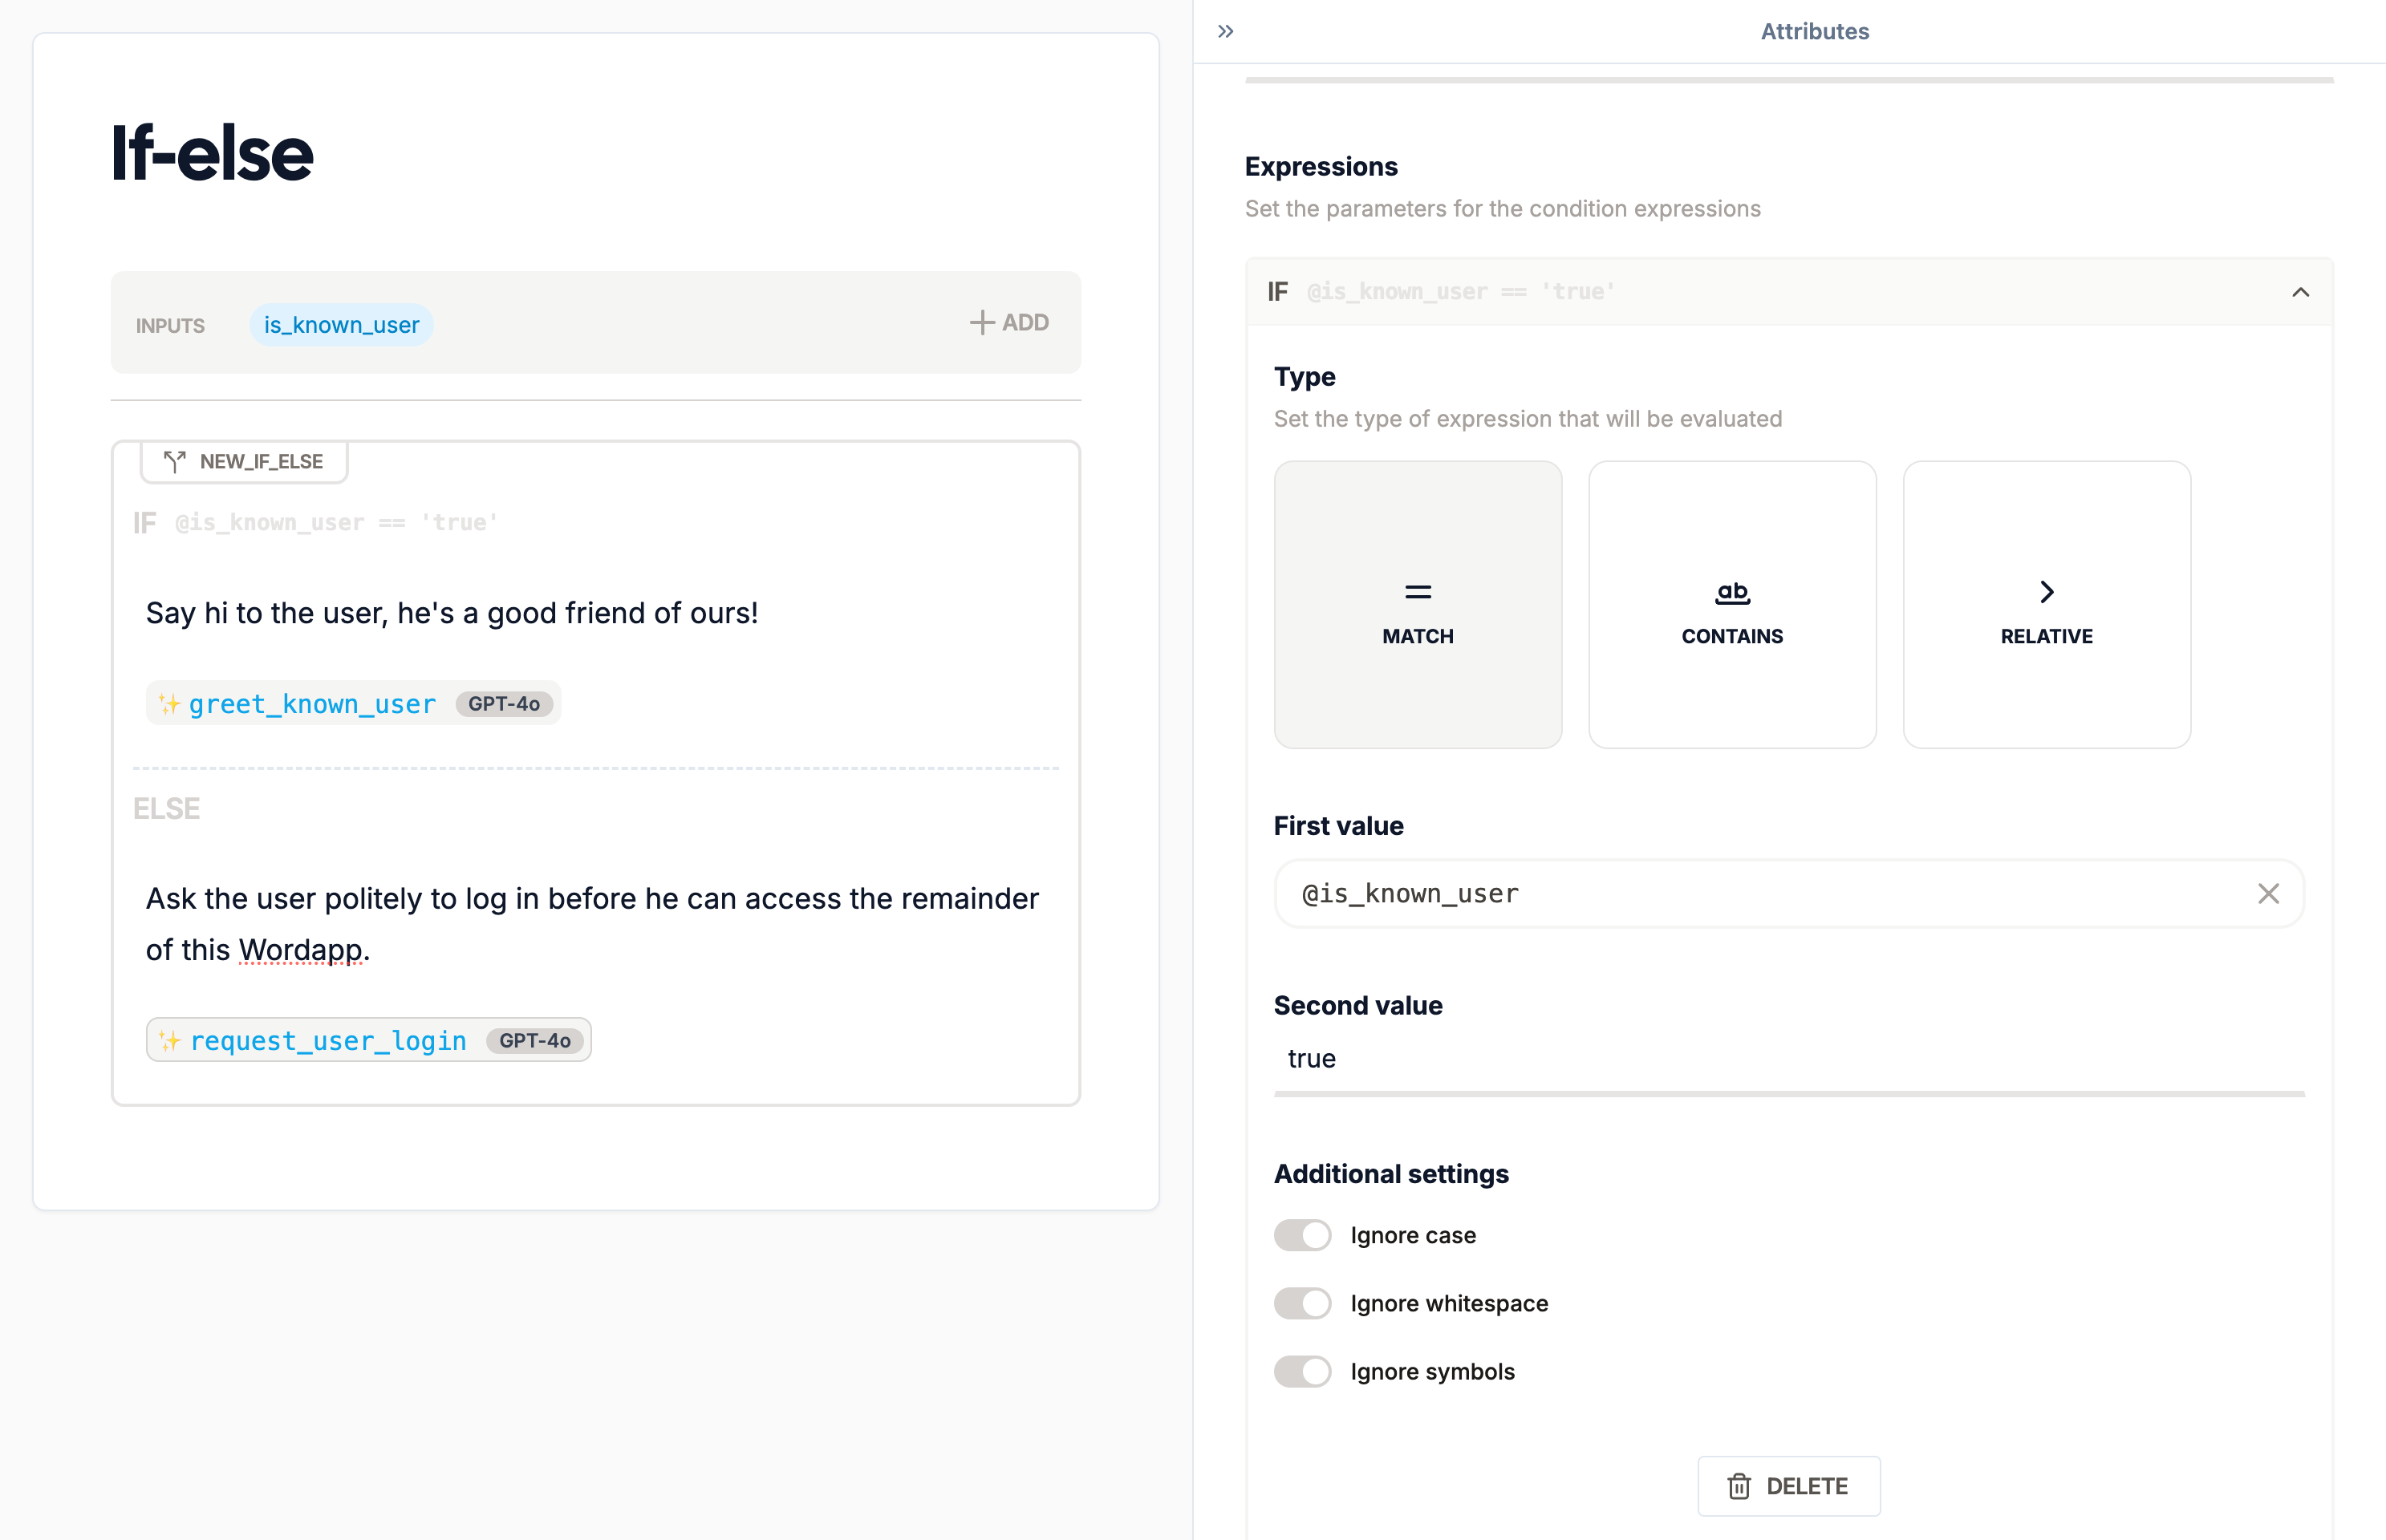 If-else
INPUTS is_known_user ADD
NEW_IF_ELSE
IF @is_known_user == 'true'
Say hi to the user, he's a good friend of ours!
✨ greet_known_user GPT-4o
ELSE
Ask the user politely to log in before he can access the remainder
of this Wordapp.
✨ request_user_login GPT-4o
Attributes
Expressions
Set the parameters for the condition expressions
IF @is_known_user == 'true'
Type
Set the type of expression that will be evaluated
MATCH
ab
CONTAINS
RELATIVE
First value
@is_known_user
Second value
true
Additional settings
Ignore case
Ignore whitespace
Ignore symbols
DELETE